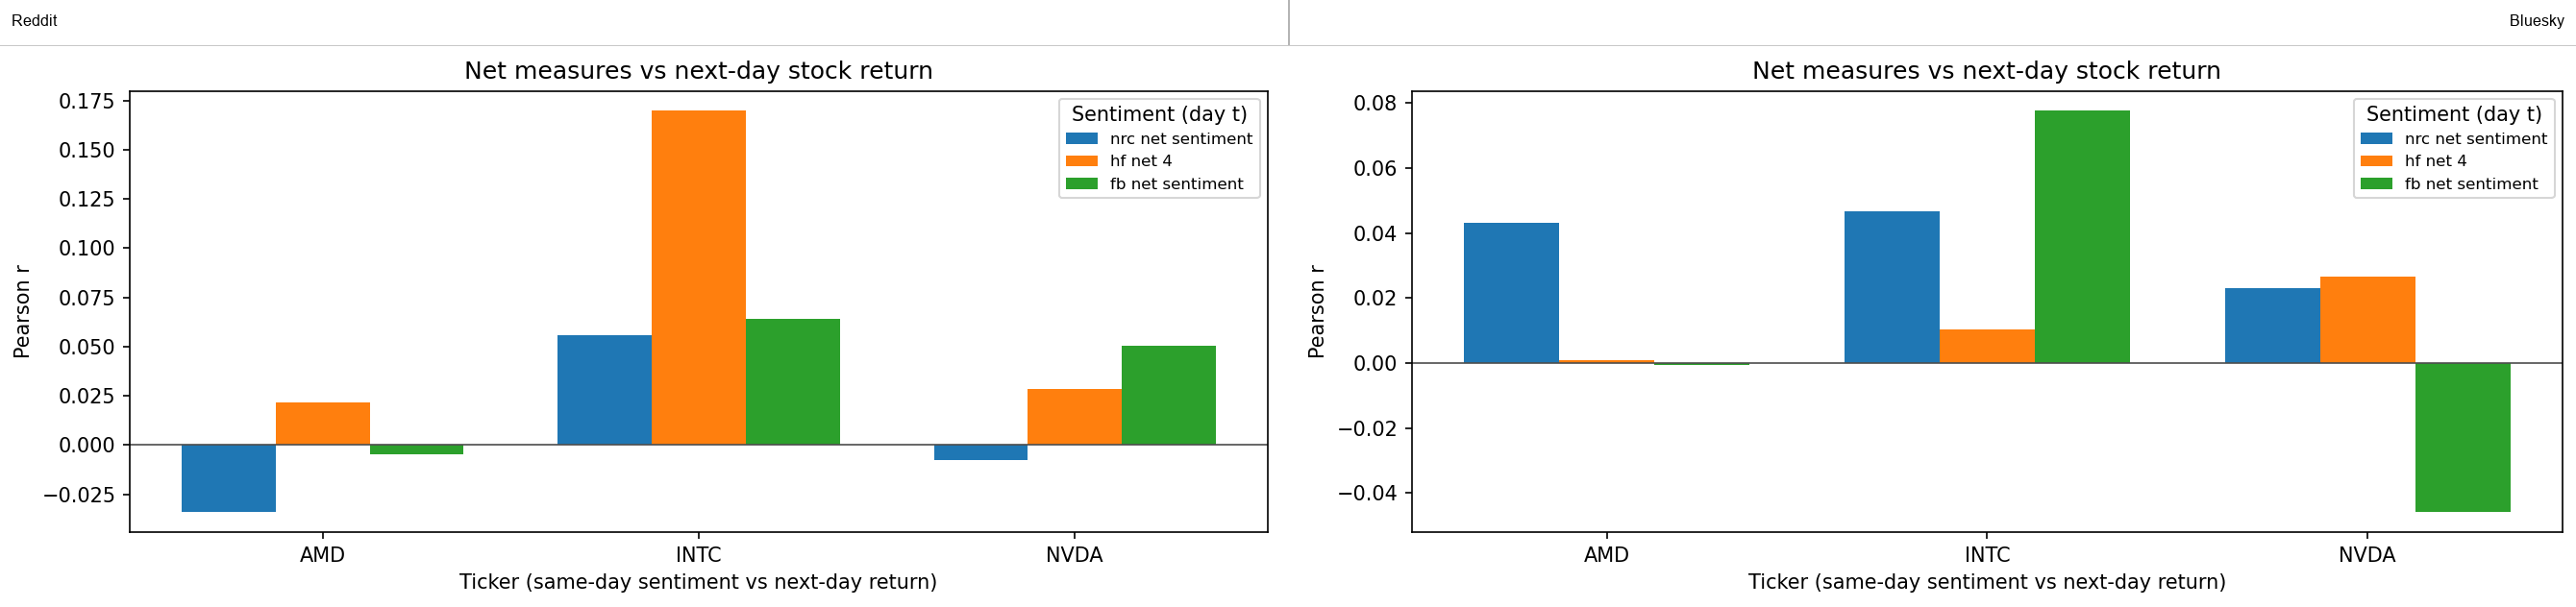 Reddit
Bluesky
Net measures vs next-day stock return
0.175
0.150
0.125
0.100
0.075
0.050
0.025
0.000
−0.025
Pearson r
Sentiment (day t)
nrc net sentiment
hf net 4
fb net sentiment
AMD
INTC
NVDA
Ticker (same-day sentiment vs next-day return)
Net measures vs next-day stock return
0.08
0.06
0.04
0.02
0.00
−0.02
−0.04
Pearson r
Sentiment (day t)
nrc net sentiment
hf net 4
fb net sentiment
AMD
INTC
NVDA
Ticker (same-day sentiment vs next-day return)